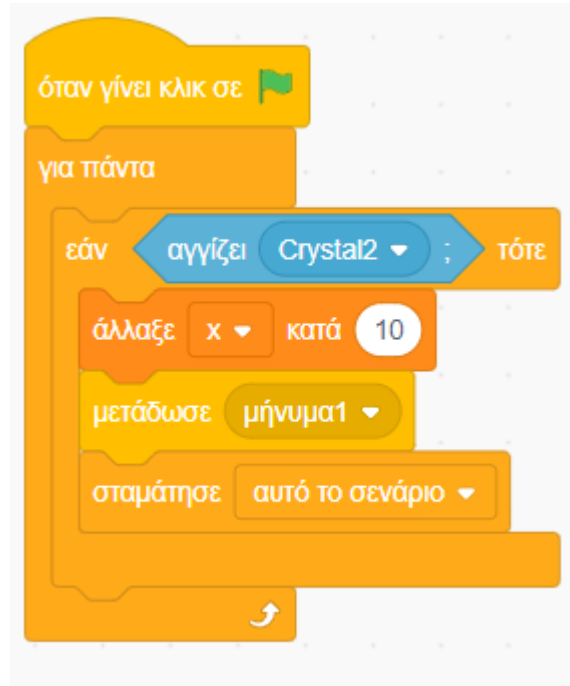 όταν γίνει κλικ σε
για πάντα
εάν αγγίζει Crystal2 ; τότε
άλλαξε x κατά 10
μετάδωσε μήνυμα1
σταμάτησε αυτό το σενάριο